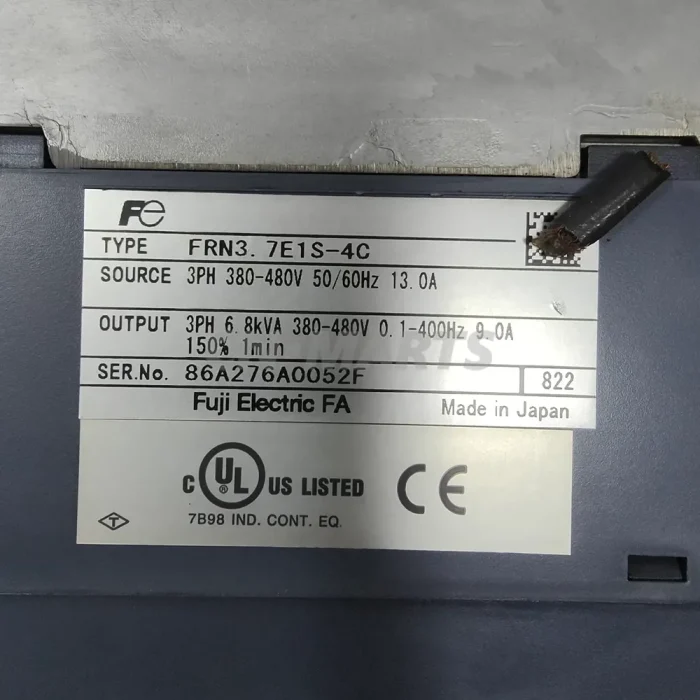 Fe
TYPE FRN3.7E1S-4C
SOURCE 3PH 380-480V 50/60Hz 13.0A
OUTPUT 3PH 6.8kVA 380-480V 0.1-400Hz 9.0A
150% 1min
SER.No. 86A276A0052F 822
Fuji Electric FA Made in Japan
C UL US LISTED CE
7B98 IND. CONT. EQ.
T